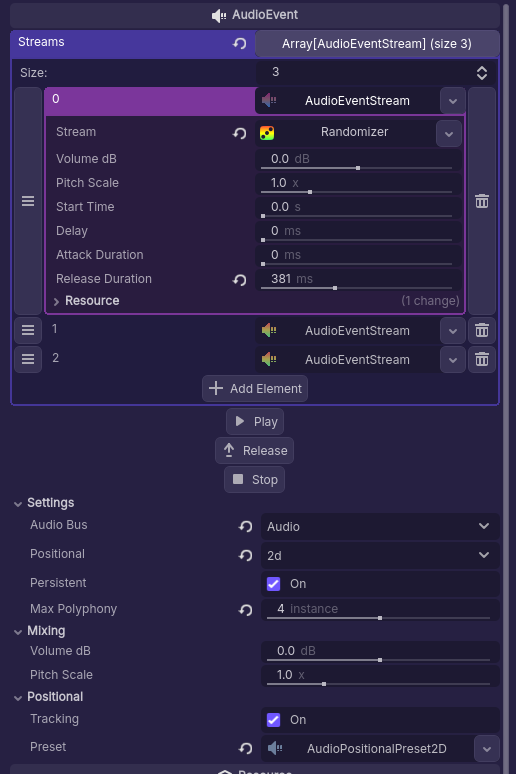 AudioEvent
Streams Array[AudioEventStream] (size 3)
Size: 3
0 AudioEventStream
Stream Randomizer
Volume dB 0.0 dB
Pitch Scale 1.0 x
Start Time 0.0 s
Delay 0 ms
Attack Duration 0 ms
Release Duration 381 ms
Resource (1 change)
1 AudioEventStream
2 AudioEventStream
Add Element
Play
Release
Stop
Settings
Audio Bus Audio
Positional 2d
Persistent On
Max Polyphony 4 instance
Mixing
Volume dB 0.0 dB
Pitch Scale 1.0 x
Positional
Tracking On
Preset AudioPositionalPreset2D
Resource